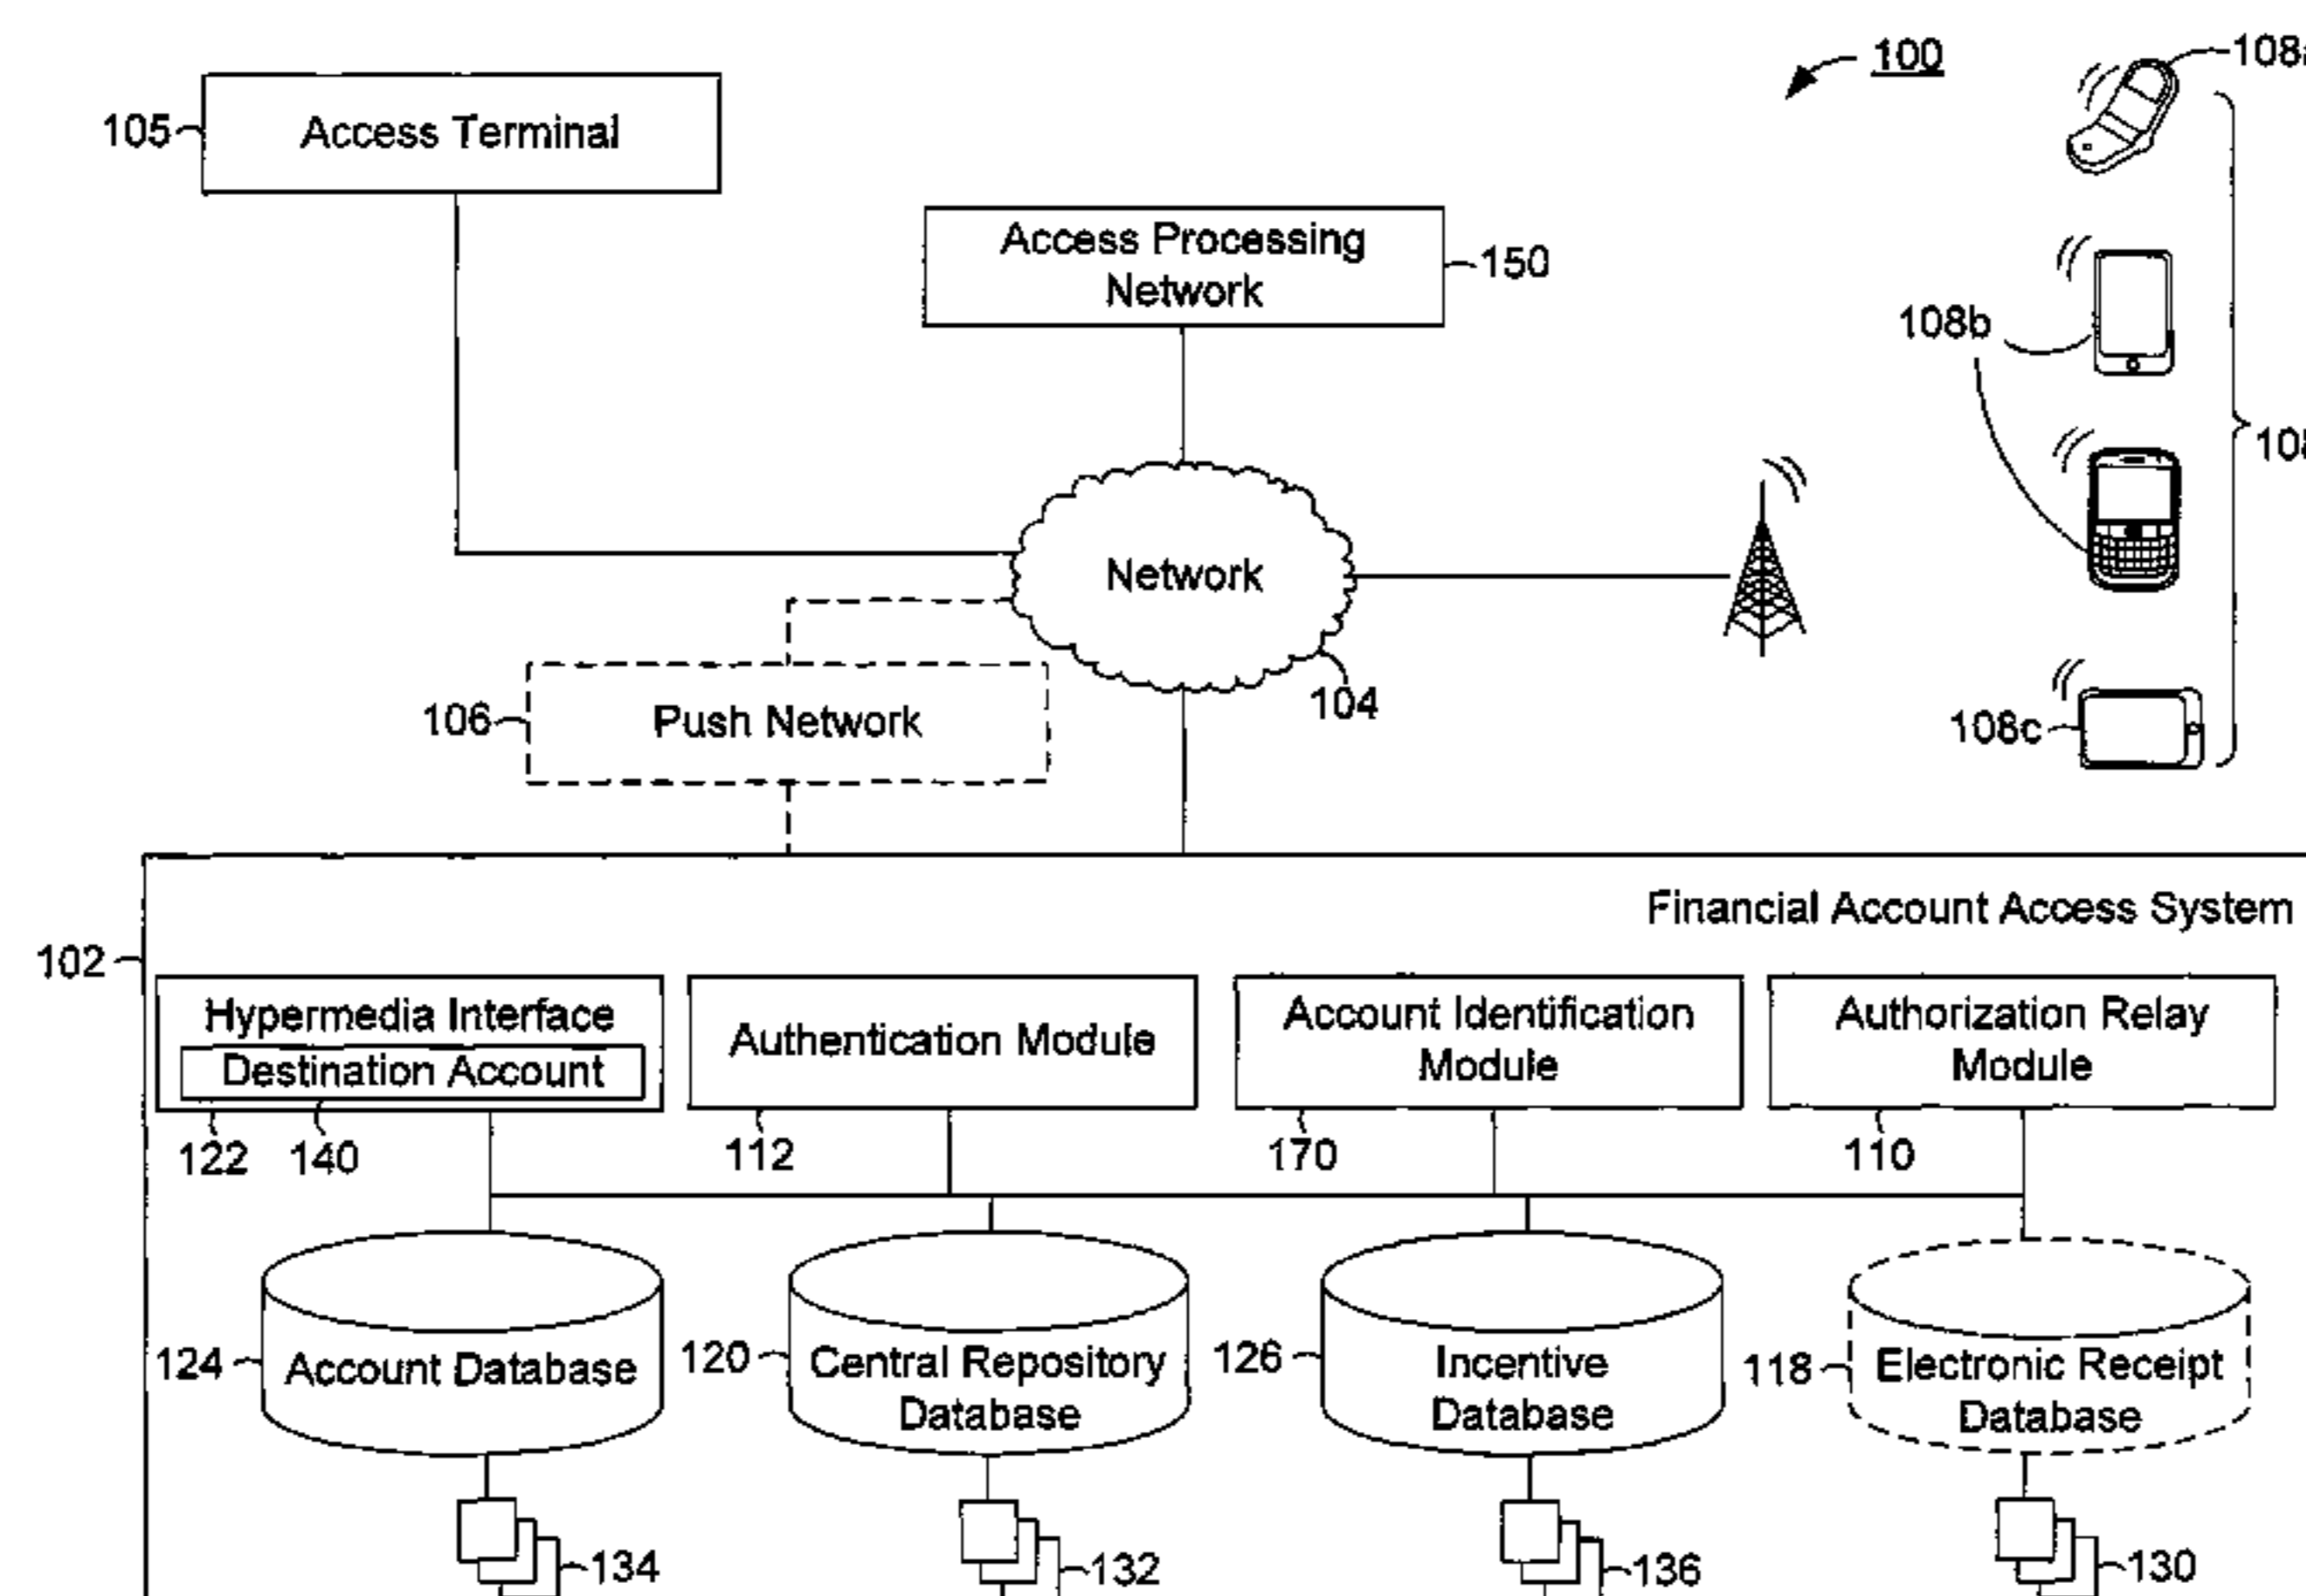 100
108a
105
Access Terminal
Access Processing
Network
150
108b
108
Network
104
106
Push Network
108c
Financial Account Access System
102
Hypermedia Interface
Destination Account
Authentication Module
Account Identification
Module
Authorization Relay
Module
122
140
112
170
110
124
Account Database
120
Central Repository
Database
126
Incentive
Database
118
Electronic Receipt
Database
134
132
136
130